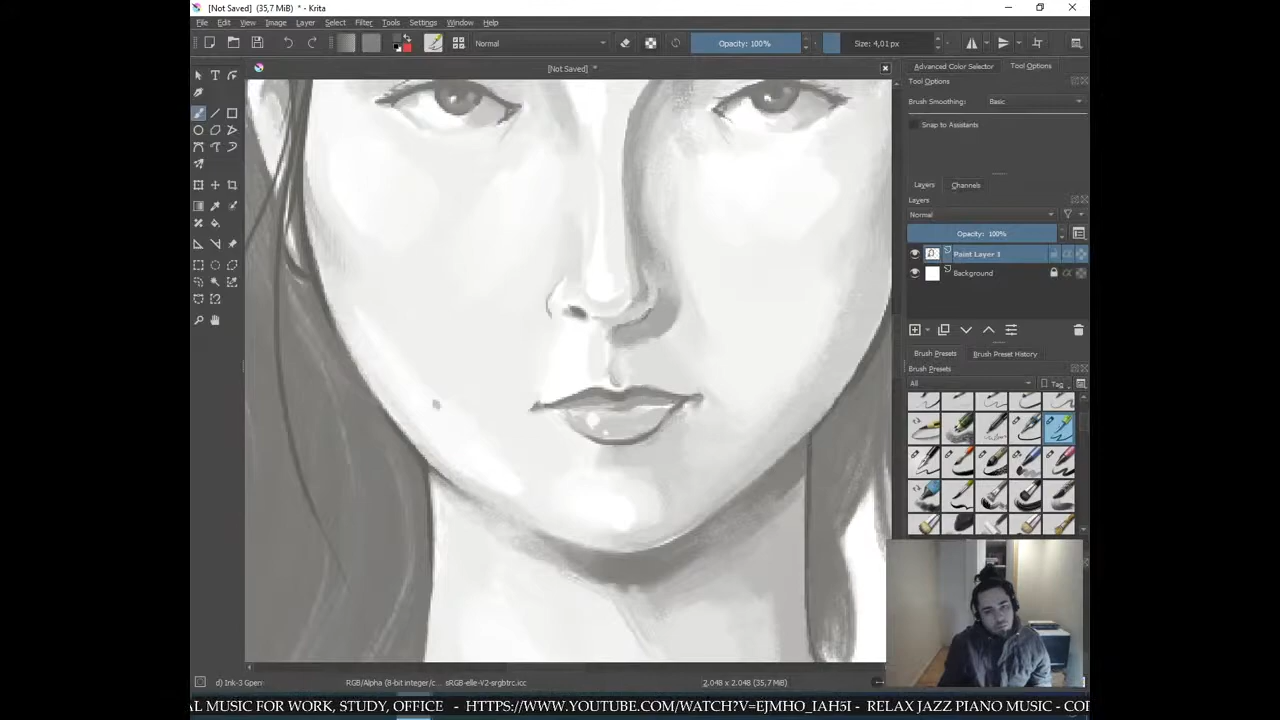 [Not Saved] (35,7 MiB) * - Krita
File Edit View Image Layer Select Filter Tools Settings Window Help
Normal
Opacity: 100%
Size: 4,01 px
[Not Saved] *
Advanced Color Selector
Tool Options
Tool Options
Brush Smoothing:
Basic
Snap to Assistants
Layers
Channels
Layers
Normal
Opacity: 100%
Paint Layer 1
Background
Brush Presets
Brush Preset History
Brush Presets
All
Tag
d) Ink-3 Gpen
RGB/Alpha (8-bit integer/c...
sRGB-elle-V2-srgbtrc.icc
2.048 x 2.048 (35,7 MiB)
AL MUSIC FOR WORK, STUDY, OFFICE - HTTPS://WWW.YOUTUBE.COM/WATCH?V=EJMHO_IAH5I - RELAX JAZZ PIANO MUSIC - COF